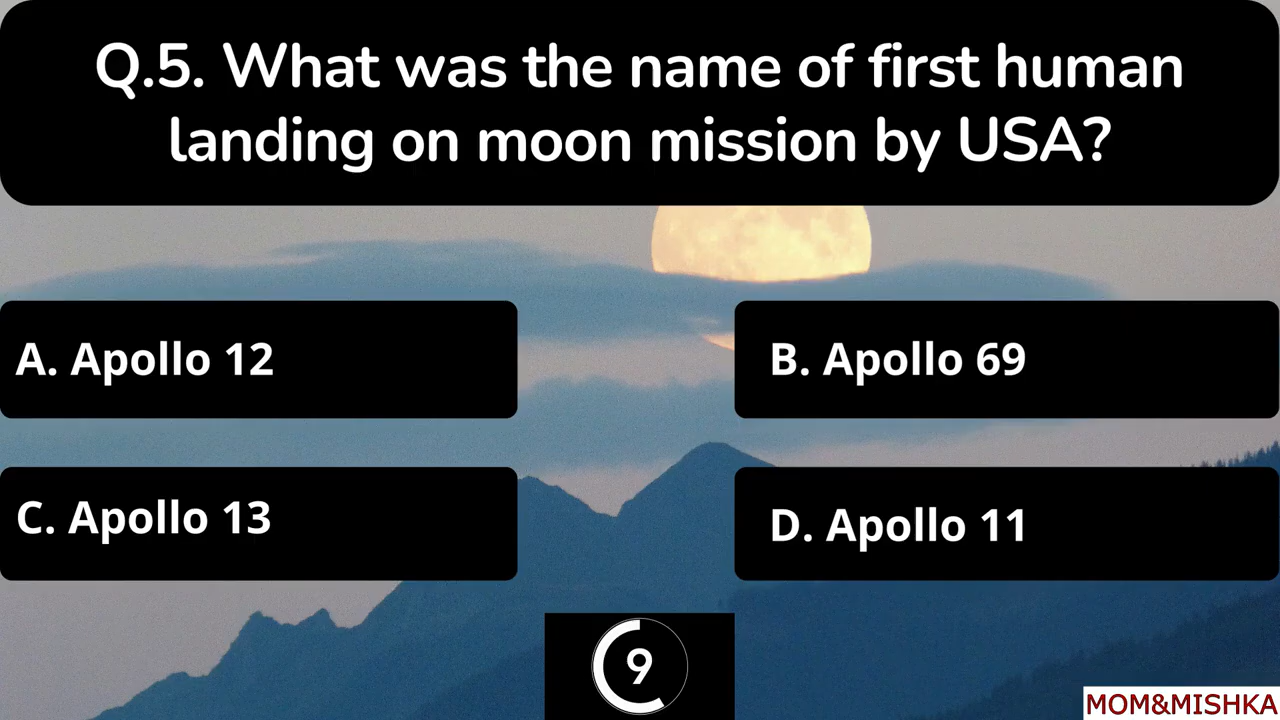 Q.5. What was the name of first human
landing on moon mission by USA?
A. Apollo 12
B. Apollo 69
C. Apollo 13
D. Apollo 11
9
MOM&MISHKA